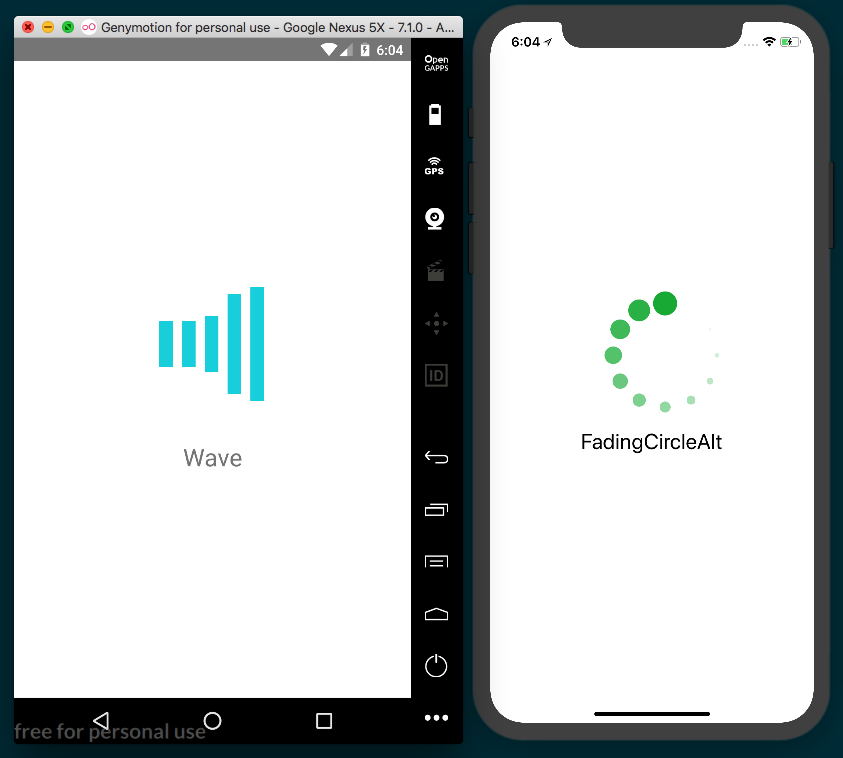 Genymotion for personal use - Google Nexus 5X - 7.1.0 - A...
6:04
Open
GAPPS
GPS
ID
Wave
free for personal use
6:04
FadingCircleAlt